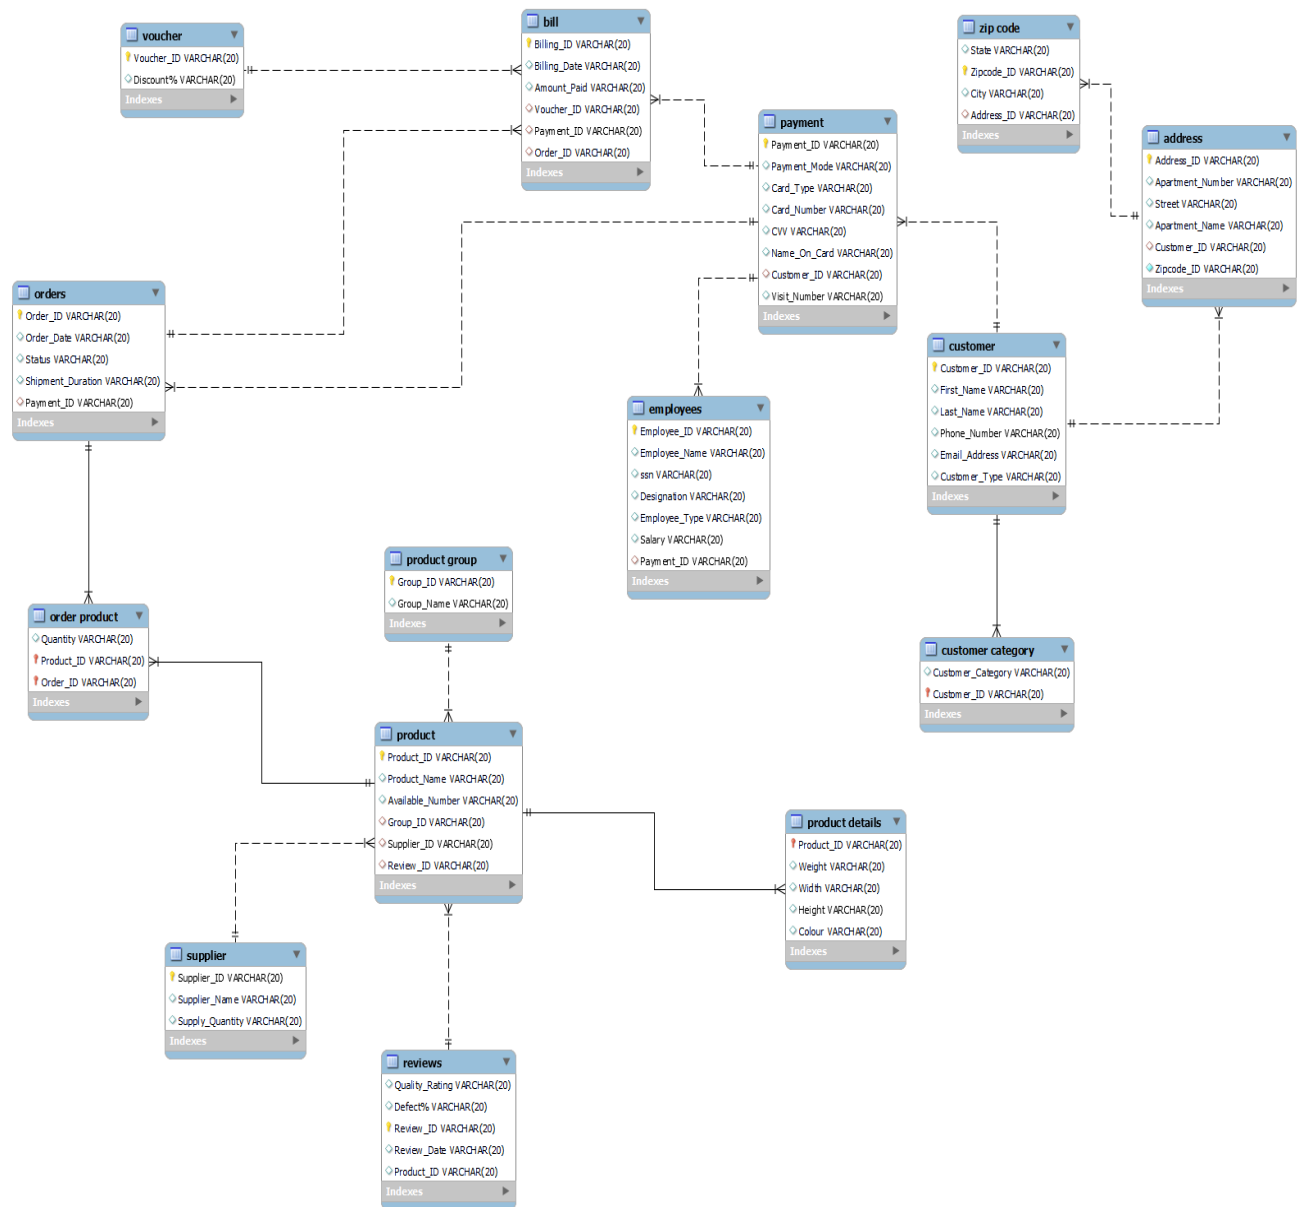 voucher
Voucher_ID VARCHAR(20)
Discount% VARCHAR(20)
Indexes
bill
Billing_ID VARCHAR(20)
Billing_Date VARCHAR(20)
Amount_Paid VARCHAR(20)
Voucher_ID VARCHAR(20)
Payment_ID VARCHAR(20)
Order_ID VARCHAR(20)
Indexes
zip code
State VARCHAR(20)
Zipcode_ID VARCHAR(20)
City VARCHAR(20)
Address_ID VARCHAR(20)
Indexes
payment
Payment_ID VARCHAR(20)
Payment_Mode VARCHAR(20)
Card_Type VARCHAR(20)
Card_Number VARCHAR(20)
CVV VARCHAR(20)
Name_On_Card VARCHAR(20)
Customer_ID VARCHAR(20)
Visit_Number VARCHAR(20)
Indexes
address
Address_ID VARCHAR(20)
Apartment_Number VARCHAR(20)
Street VARCHAR(20)
Apartment_Name VARCHAR(20)
Customer_ID VARCHAR(20)
Zipcode_ID VARCHAR(20)
Indexes
orders
Order_ID VARCHAR(20)
Order_Date VARCHAR(20)
Status VARCHAR(20)
Shipment_Duration VARCHAR(20)
Payment_ID VARCHAR(20)
Indexes
customer
Customer_ID VARCHAR(20)
First_Name VARCHAR(20)
Last_Name VARCHAR(20)
Phone_Number VARCHAR(20)
Email_Address VARCHAR(20)
Customer_Type VARCHAR(20)
Indexes
employees
Employee_ID VARCHAR(20)
Employee_Name VARCHAR(20)
ssn VARCHAR(20)
Designation VARCHAR(20)
Employee_Type VARCHAR(20)
Salary VARCHAR(20)
Payment_ID VARCHAR(20)
Indexes
product group
Group_ID VARCHAR(20)
Group_Name VARCHAR(20)
Indexes
order product
Quantity VARCHAR(20)
Product_ID VARCHAR(20)
Order_ID VARCHAR(20)
Indexes
customer category
Customer_Category VARCHAR(20)
Customer_ID VARCHAR(20)
Indexes
product
Product_ID VARCHAR(20)
Product_Name VARCHAR(20)
Available_Number VARCHAR(20)
Group_ID VARCHAR(20)
Supplier_ID VARCHAR(20)
Review_ID VARCHAR(20)
Indexes
product details
Product_ID VARCHAR(20)
Weight VARCHAR(20)
Width VARCHAR(20)
Height VARCHAR(20)
Colour VARCHAR(20)
Indexes
supplier
Supplier_ID VARCHAR(20)
Supplier_Name VARCHAR(20)
Supply_Quantity VARCHAR(20)
Indexes
reviews
Quality_Rating VARCHAR(20)
Defect% VARCHAR(20)
Review_ID VARCHAR(20)
Review_Date VARCHAR(20)
Product_ID VARCHAR(20)
Indexes